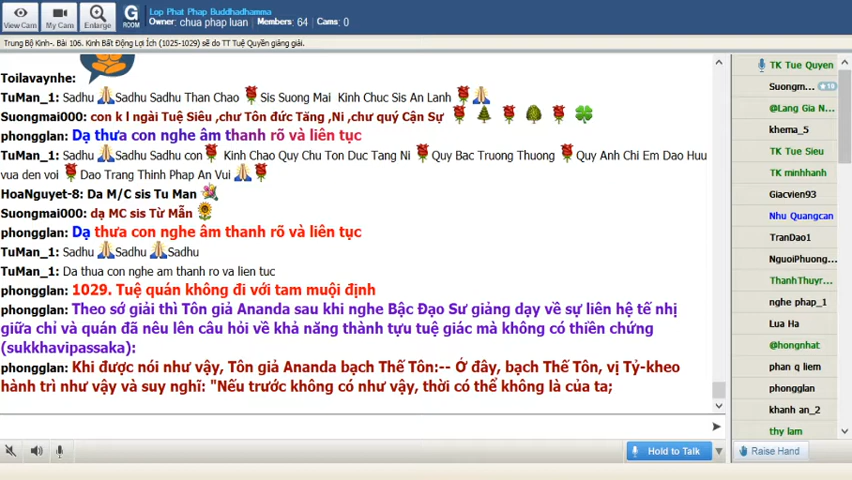 Lop Phat Phap Buddhadhamma
Owner: chua phap luan   Members: 64   Cams: 0
View Cam
My Cam
Enlarge
G
ROOM
Trung Bộ Kinh-. Bài 106. Kinh Bất Động Lợi Ích (1025-1029) sẽ do TT Tuệ Quyền giảng giải.
Toilavaynhe:
TuMan_1: Sadhu Sadhu Sadhu Than Chao Sis Suong Mai Kinh Chuc Sis An Lanh
Suongmai000: con k l ngài Tuệ Siêu ,chư Tôn đức Tăng ,Ni , chư quý Cận Sự
phongglan: Dạ thưa con nghe âm thanh rõ và liên tục
TuMan_1: Sadhu Sadhu Sadhu con Kinh Chao Quy Chu Ton Duc Tang Ni Quy Bac Truong Thuong Quy Anh Chi Em Dao Huu
vua den voi Dao Trang Thinh Phap An Vui
HoaNguyet-8: Da M/C sis Tu Man
Suongmai000: dạ MC sis Từ Mẫn
phongglan: Dạ thưa con nghe âm thanh rõ và liên tục
TuMan_1: Sadhu Sadhu Sadhu
TuMan_1: Da thua con nghe am thanh ro va lien tuc
phongglan: 1029. Tuệ quán không đi với tam muội định
phongglan: Theo sớ giải thì Tôn giả Ananda sau khi nghe Bậc Đạo Sư giảng dạy về sự liên hệ tế nhị
giữa chỉ và quán đã nêu lên câu hỏi về khả năng thành tựu tuệ giác mà không có thiền chứng
(sukkhavipassaka):
phongglan: Khi được nói như vậy, Tôn giả Ananda bạch Thế Tôn:-- Ở đây, bạch Thế Tôn, vị Tỷ-kheo
hành trì như vậy và suy nghĩ: "Nếu trước không có như vậy, thời có thể không là của ta;
Hold to Talk
TK Tue Quyen
Suongm... 10
@Lang Gia N...
khema_5
TK Tue Sieu
TK minhhanh
Giacvien93
Nhu Quangcan
TranDao1
NguoiPhuong...
ThanhThuyr...
nghe phap_1
Lua Ha
@hongnhat
phan q liem
phongglan
khanh an_2
thy lam
Raise Hand